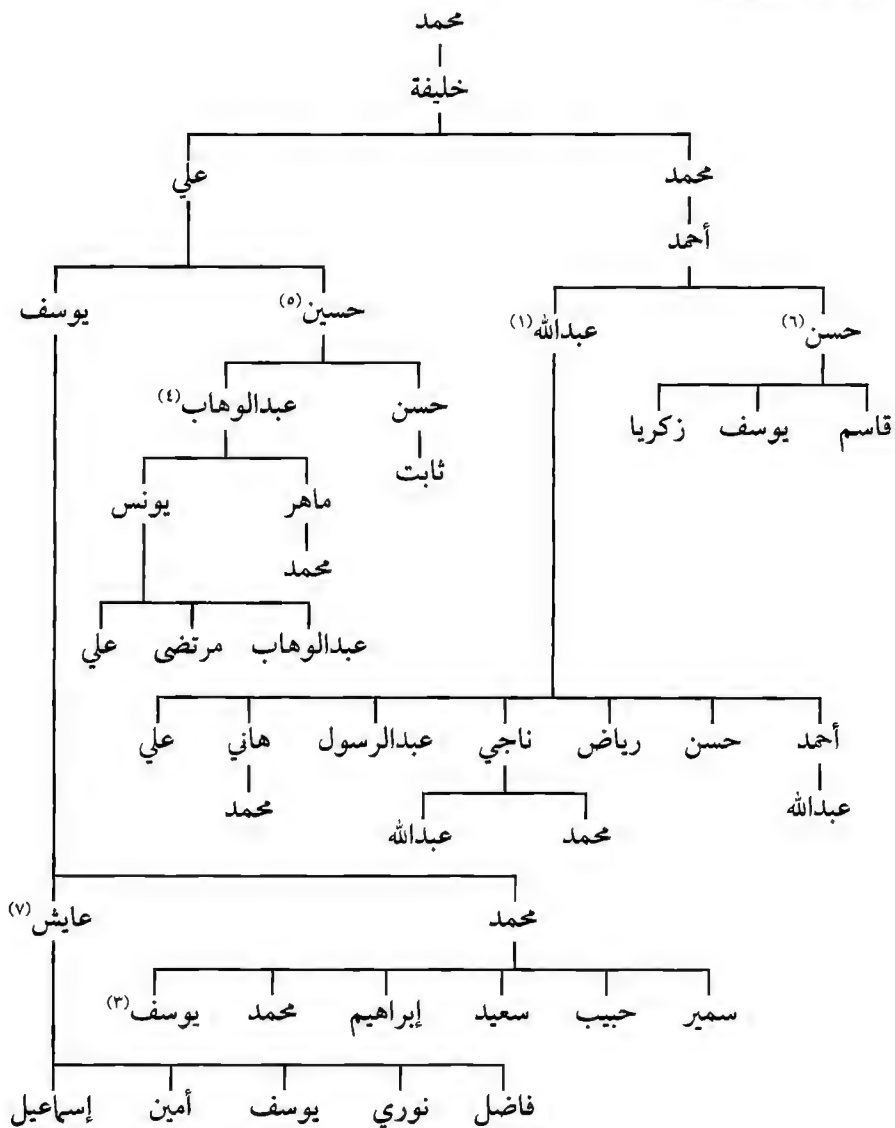 محمد
خليفة
محمد علي
أحمد
حسن (٦) عبدالله (١) حسين (٥) يوسف
حسن عبدالوهاب (٤)
قاسم يوسف زكريا
ثابت
ماهر يونس
محمد
عبدالوهاب مرتضى علي
أحمد حسن رياض ناجي عبدالرسول هاني علي
عبدالله محمد
محمد عبدالله
محمد عايش (٧)
سمير حبيب سعيد إبراهيم محمد يوسف (٣)
فاضل نوري يوسف أمين إسماعيل